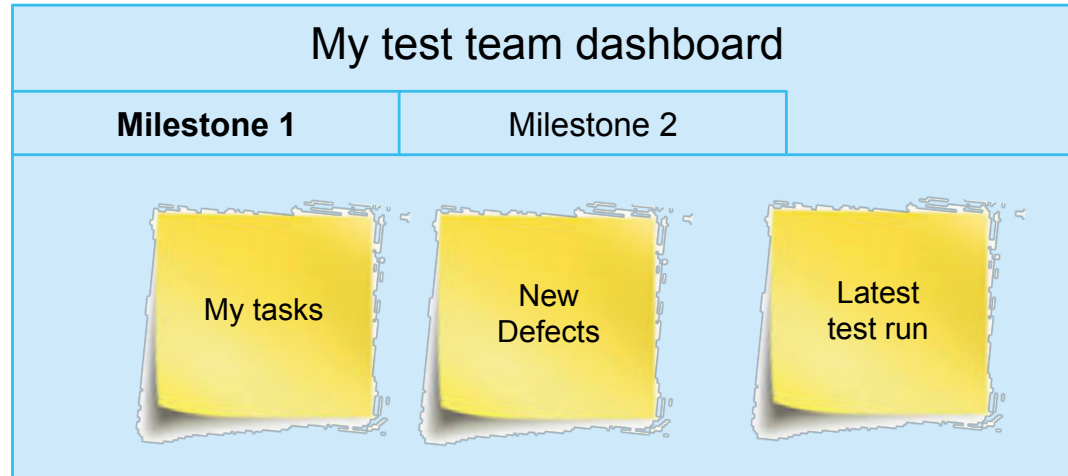 My test team dashboard
Milestone 1
Milestone 2
My tasks
New
Defects
Latest
test run